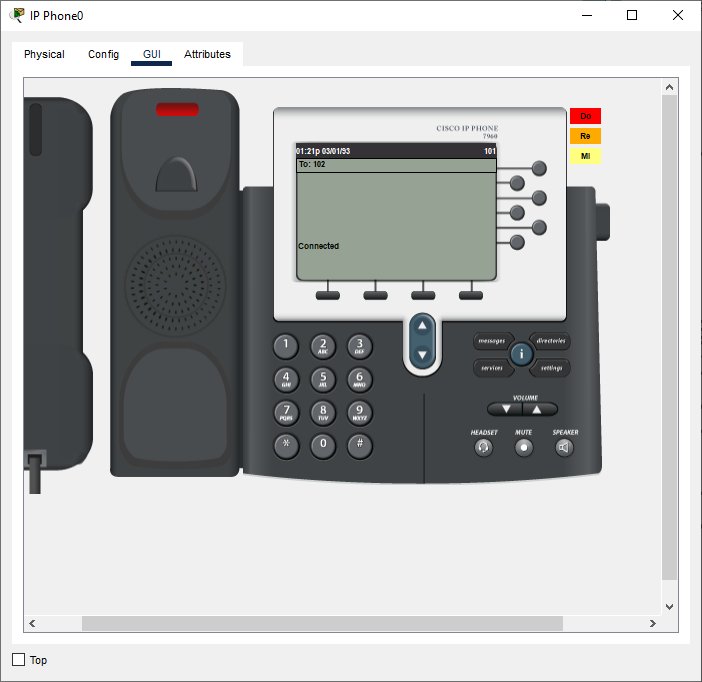 IP Phone0
Physical Config GUI Attributes
CISCO IP PHONE
7960
01:21p 03/01/93 101
To: 102
Connected
Do
Re
MI
1 2 ABC 3 DEF
4 GHI 5 JKL 6 MNO
7 PQRS 8 TUV 9 WXYZ
* 0 #
messages directories
i
services settings
VOLUME
HEADSET MUTE SPEAKER
Top